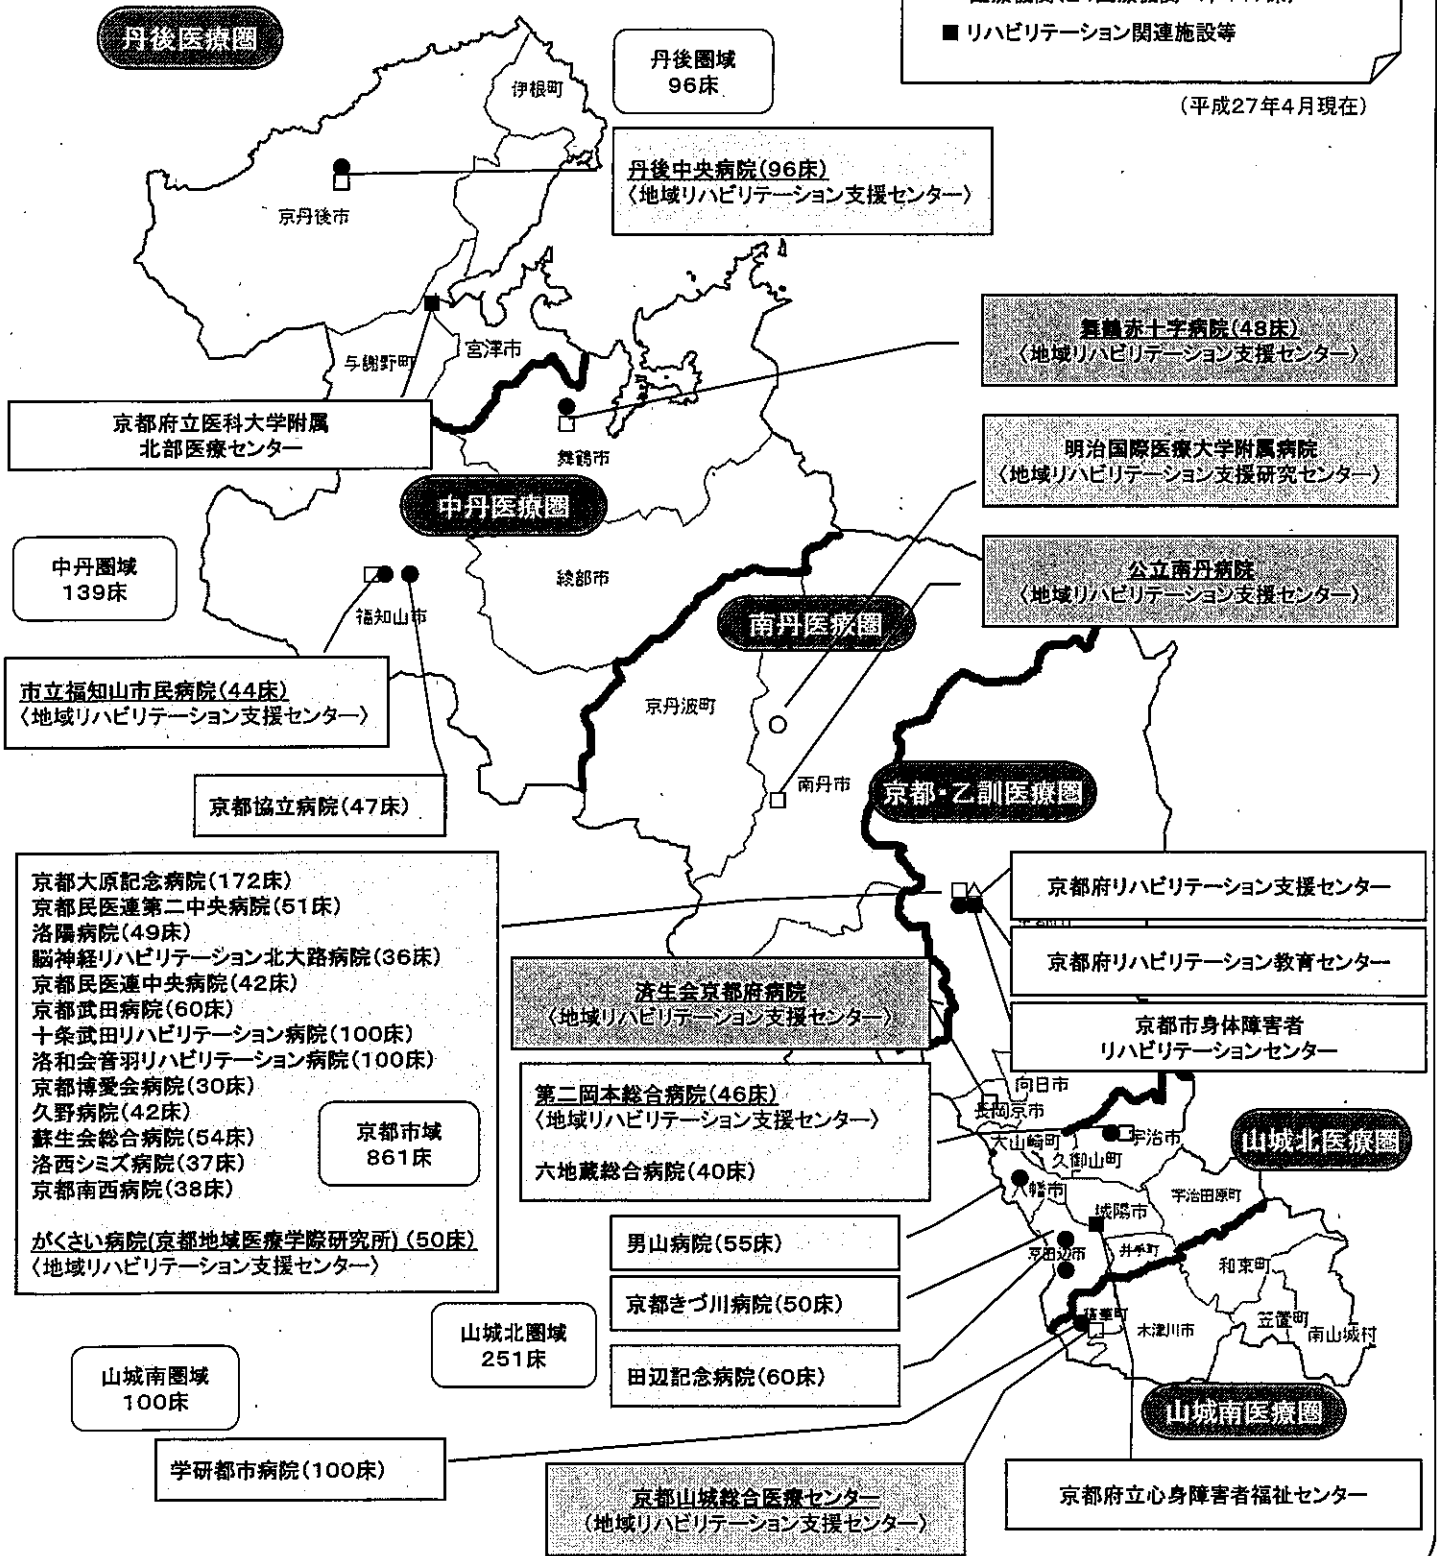 ■ リハビリテーション関連施設等
(平成27年4月現在)
丹後医療圏
丹後圏域
96床
伊根町
丹後中央病院(96床)
〈地域リハビリテーション支援センター〉
京丹後市
舞鶴赤十字病院(48床)
〈地域リハビリテーション支援センター〉
与謝野町
宮津市
京都府立医科大学附属
北部医療センター
舞鶴市
明治国際医療大学附属病院
〈地域リハビリテーション支援研究センター〉
中丹医療圏
中丹圏域
139床
綾部市
福知山市
公立南丹病院
〈地域リハビリテーション支援センター〉
南丹医療圏
市立福知山市民病院(44床)
〈地域リハビリテーション支援センター〉
京丹波町
南丹市
京都・乙訓医療圏
京都協立病院(47床)
京都大原記念病院(172床)
京都民医連第二中央病院(51床)
洛陽病院(49床)
脳神経リハビリテーション北大路病院(36床)
京都民医連中央病院(42床)
京都武田病院(60床)
十条武田リハビリテーション病院(100床)
洛和会音羽リハビリテーション病院(100床)
京都博愛会病院(30床)
久野病院(42床)
蘇生会総合病院(54床)
洛西シミズ病院(37床)
京都南西病院(38床)
がくさい病院(京都地域医療学際研究所)(50床)
〈地域リハビリテーション支援センター〉
京都市域
861床
京都府リハビリテーション支援センター
京都府リハビリテーション教育センター
京都市身体障害者
リハビリテーションセンター
済生会京都府病院
〈地域リハビリテーション支援センター〉
第二岡本総合病院(46床)
〈地域リハビリテーション支援センター〉
六地蔵総合病院(40床)
向日市
長岡京市
大山崎町
宇治市
久御山町
山城北医療圏
八幡市
宇治田原町
城陽市
京田辺市
井手町
和束町
男山病院(55床)
京都きづ川病院(50床)
田辺記念病院(60床)
山城北圏域
251床
精華町
木津川市
笠置町
南山城村
山城南圏域
100床
山城南医療圏
学研都市病院(100床)
京都山城総合医療センター
(地域リハビリテーション支援センター〉
京都府立心身障害者福祉センター